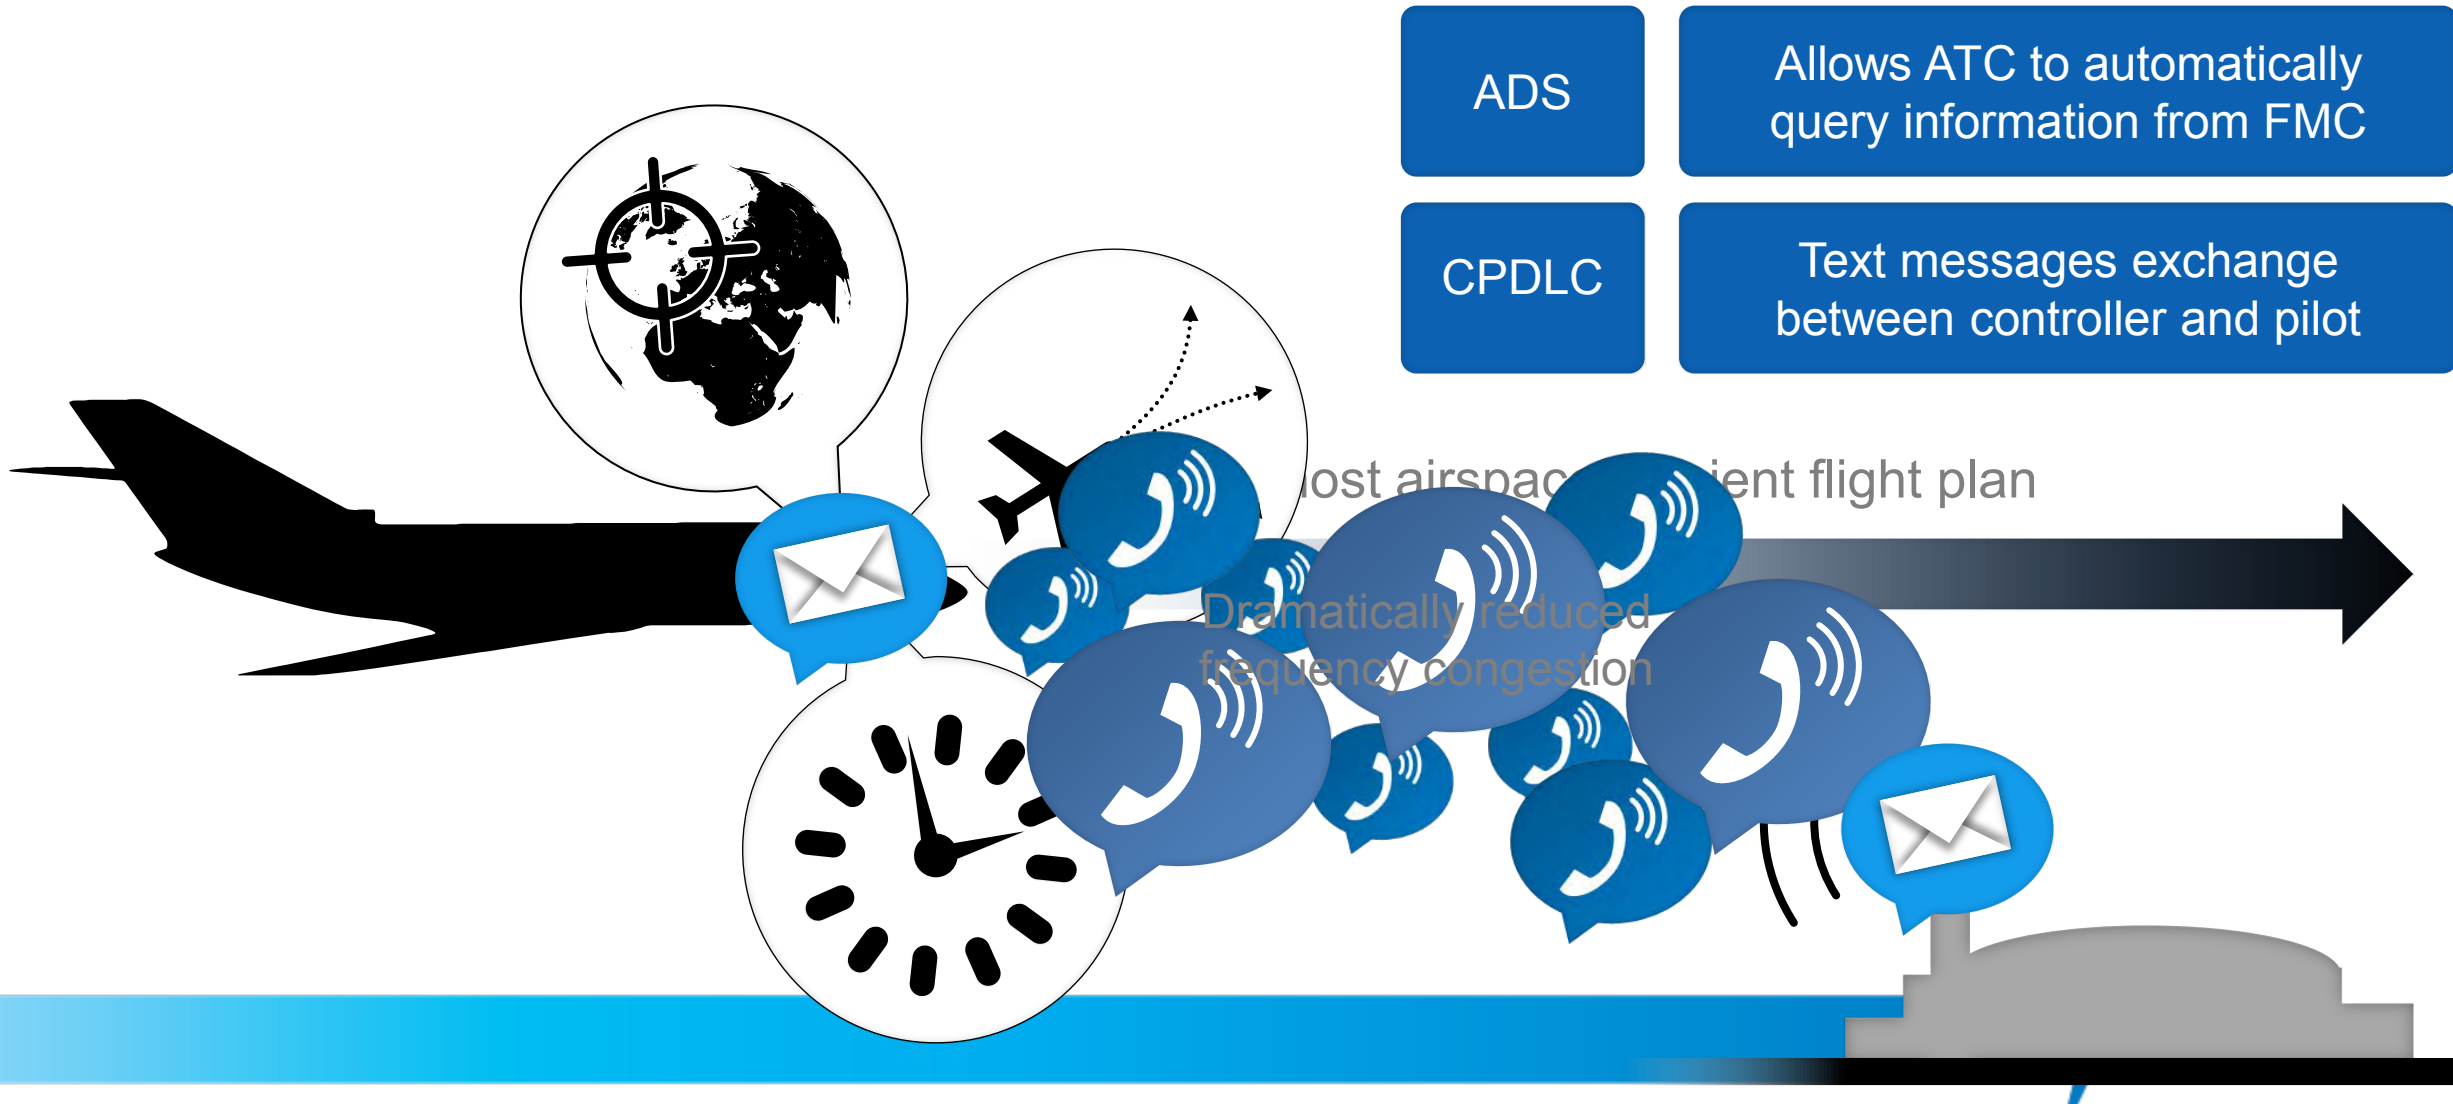 ADS
Allows ATC to automatically
query information from FMC
CPDLC
Text messages exchange
between controller and pilot
flight plan
Dramatically reduced
frequency congestion